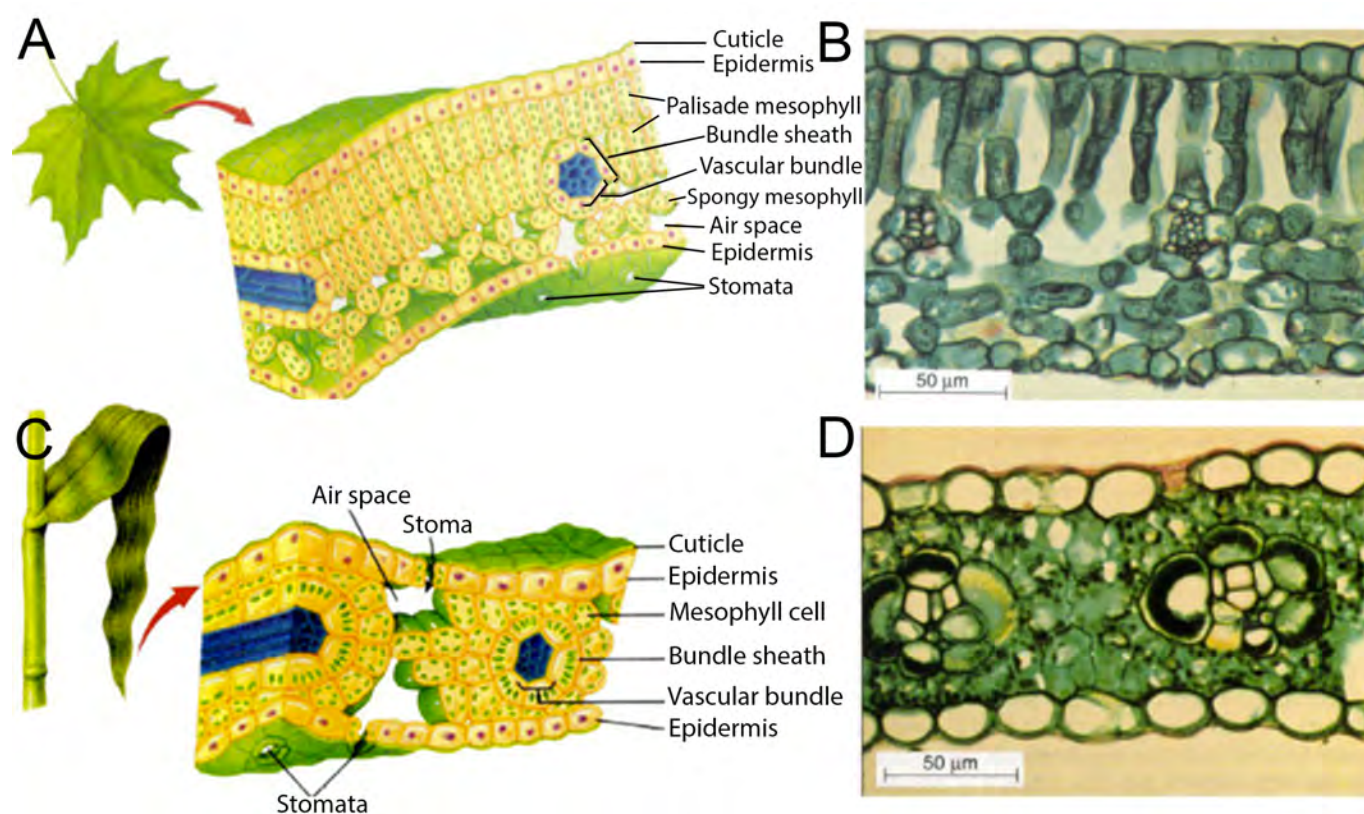 A
Cuticle
Epidermis
Palisade mesophyll
Bundle sheath
Vascular bundle
Spongy mesophyll
Air space
Epidermis
Stomata
B
50 µm
C
Air space
Stoma
Cuticle
Epidermis
Mesophyll cell
Bundle sheath
Vascular bundle
Epidermis
Stomata
D
50 µm